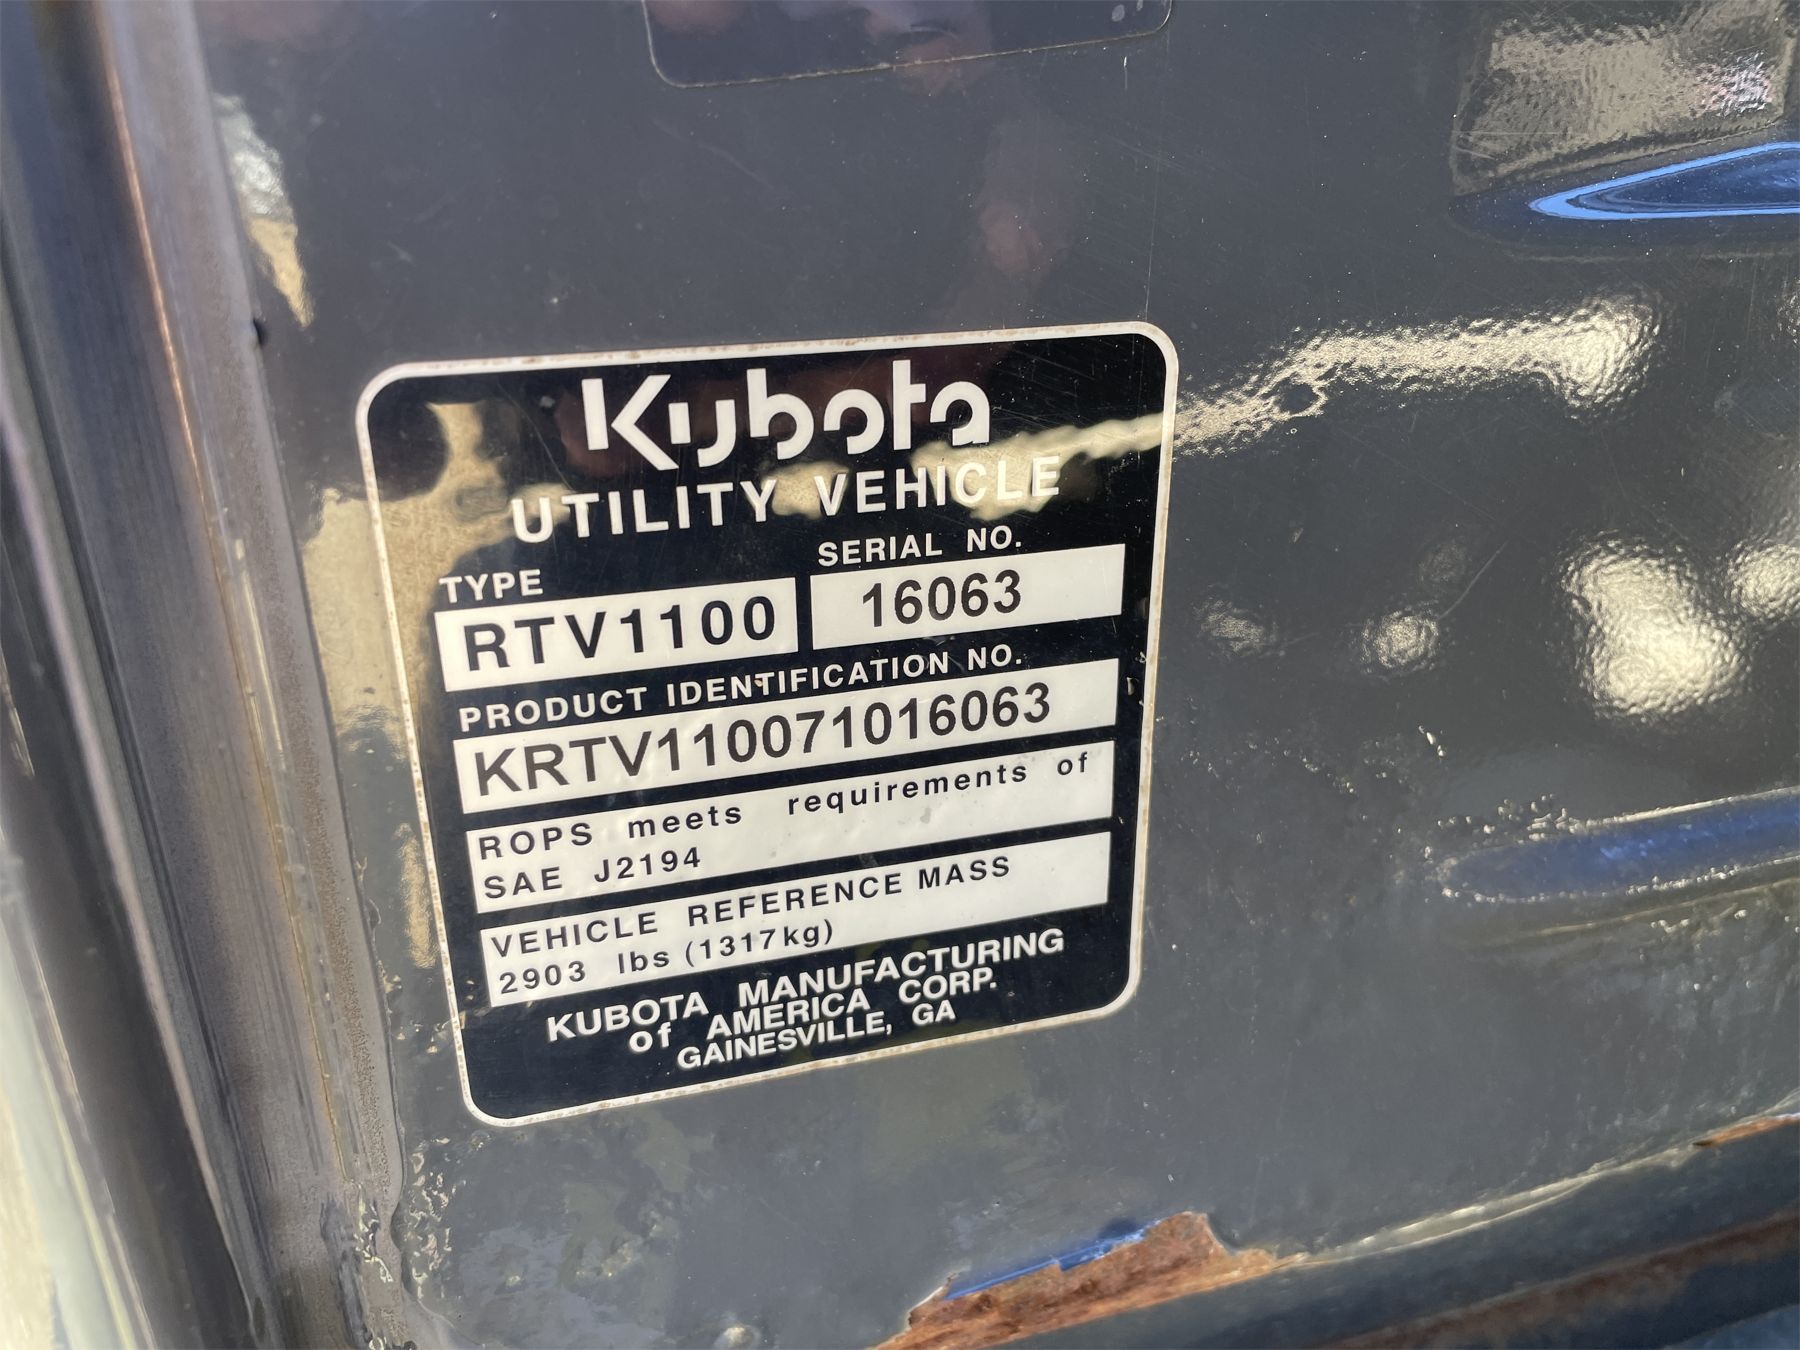 Kubota
UTILITY VEHICLE
TYPE SERIAL NO.
RTV1100 16063
PRODUCT IDENTIFICATION NO.
KRTV110071016063
ROPS meets requirements of
SAE J2194
VEHICLE REFERENCE MASS
2903 lbs (1317kg)
KUBOTA MANUFACTURING
of AMERICA CORP.
GAINESVILLE, GA